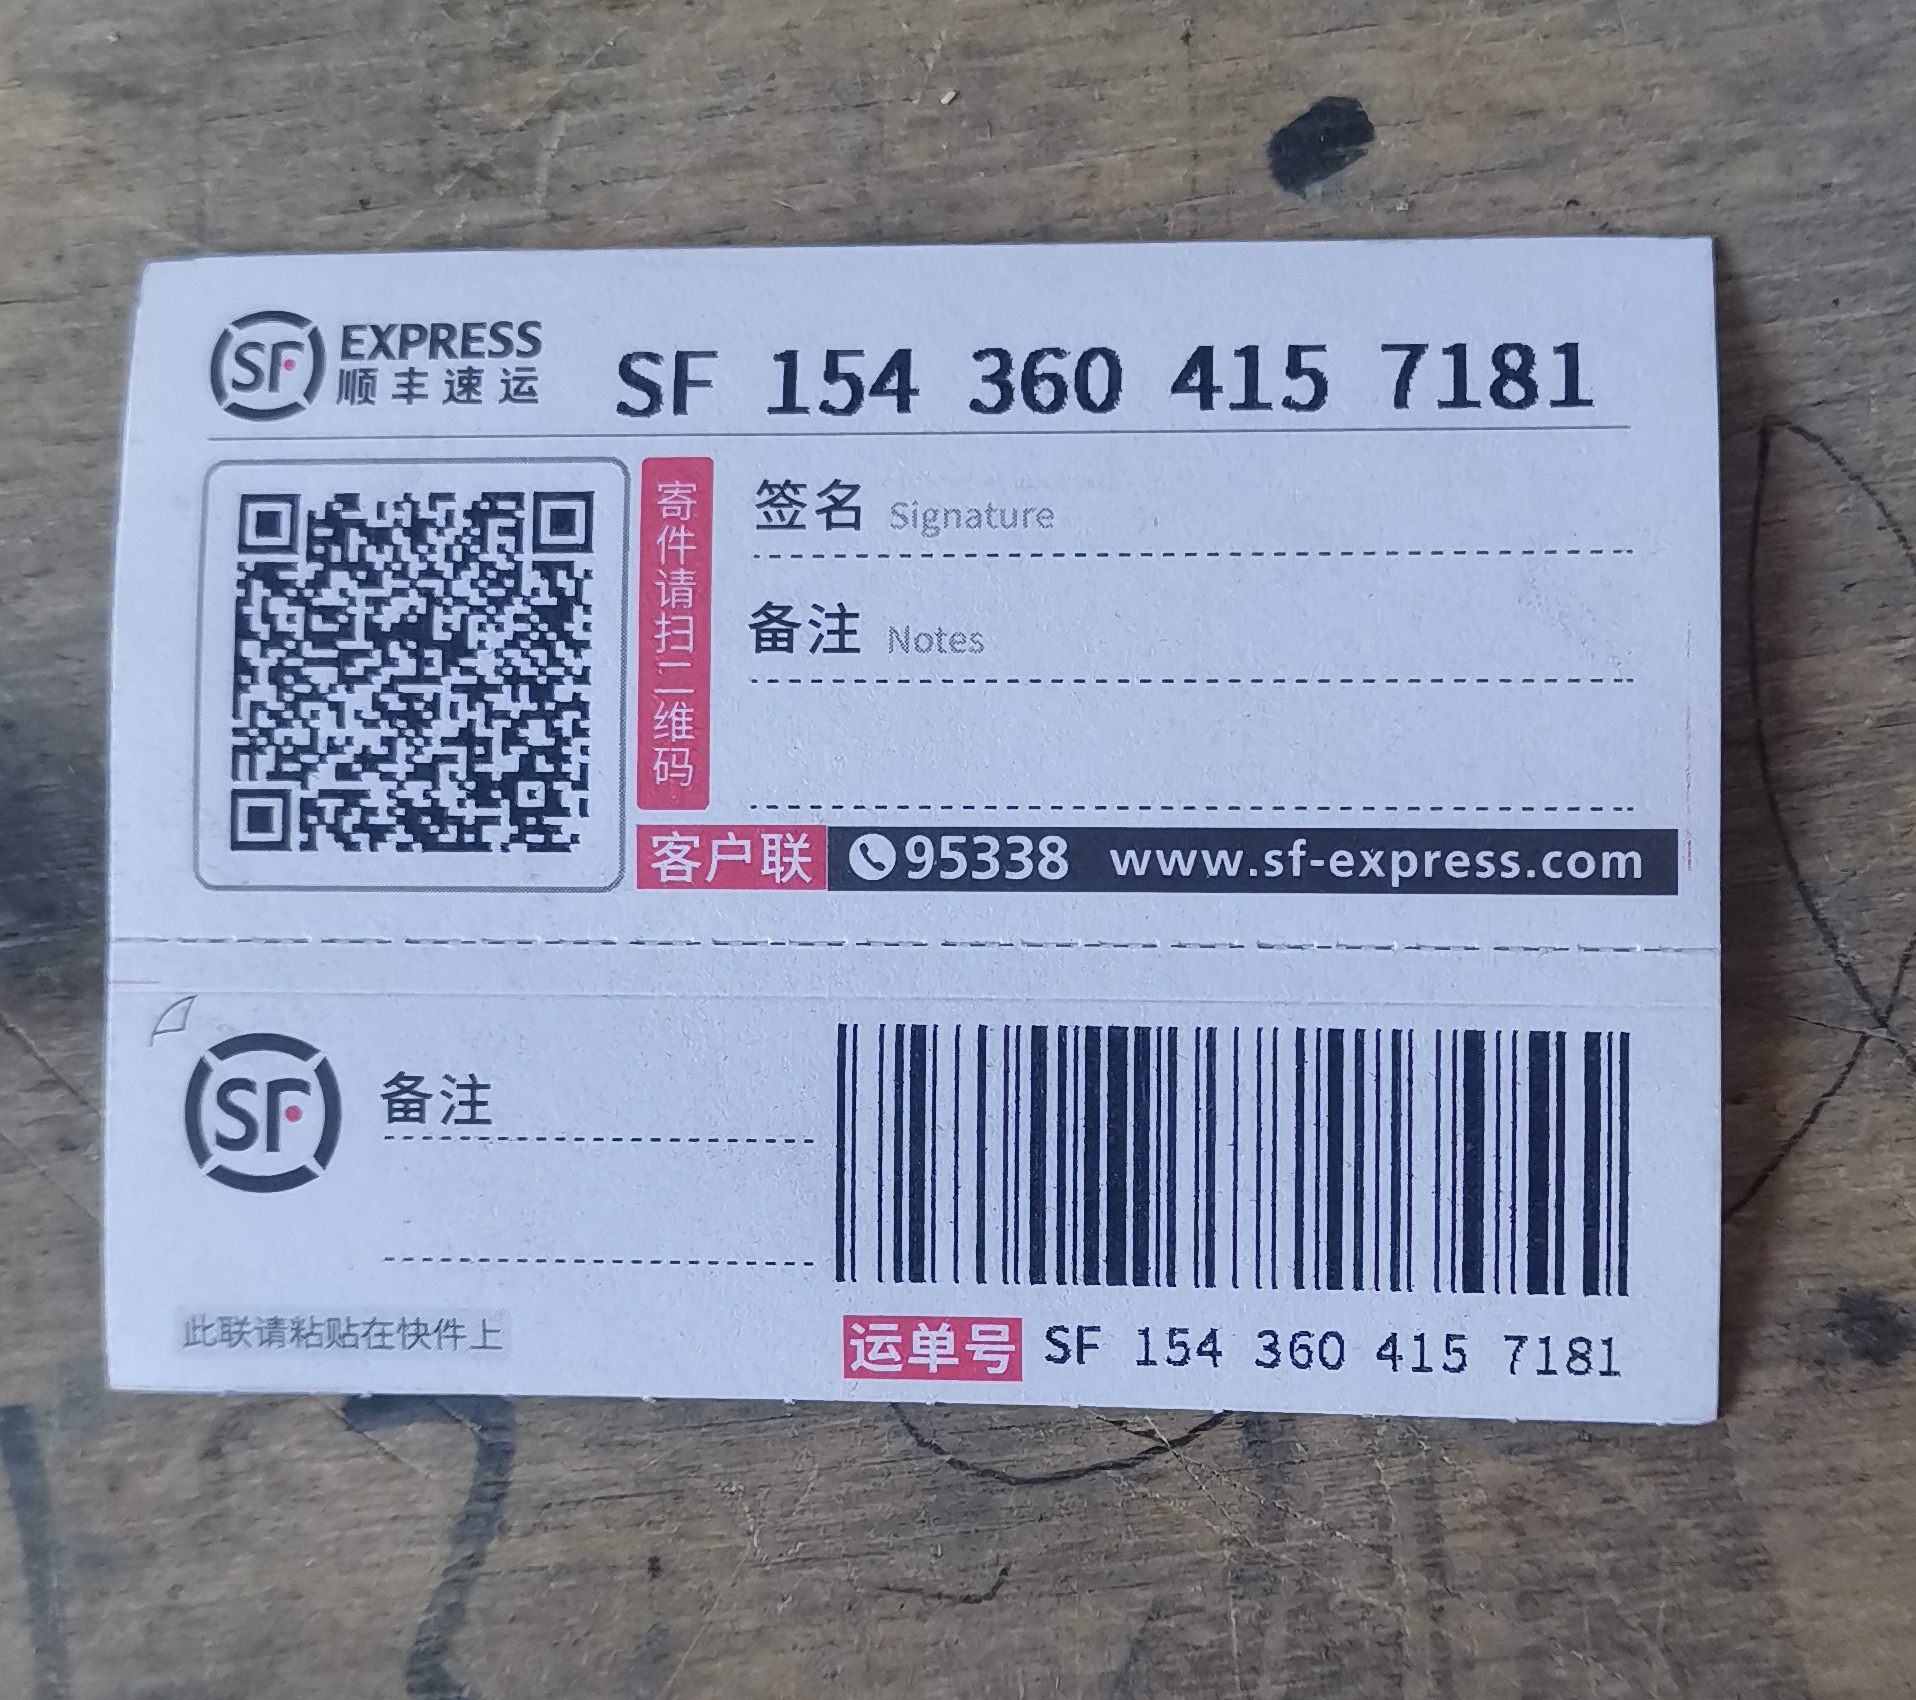 SF EXPRESS
顺丰速运
SF 154 360 415 7181
寄件请扫二维码
签名 Signature
备注 Notes
客户联 95338 www.sf-express.com
SF 备注
此联请粘贴在快件上
运单号 SF 154 360 415 7181